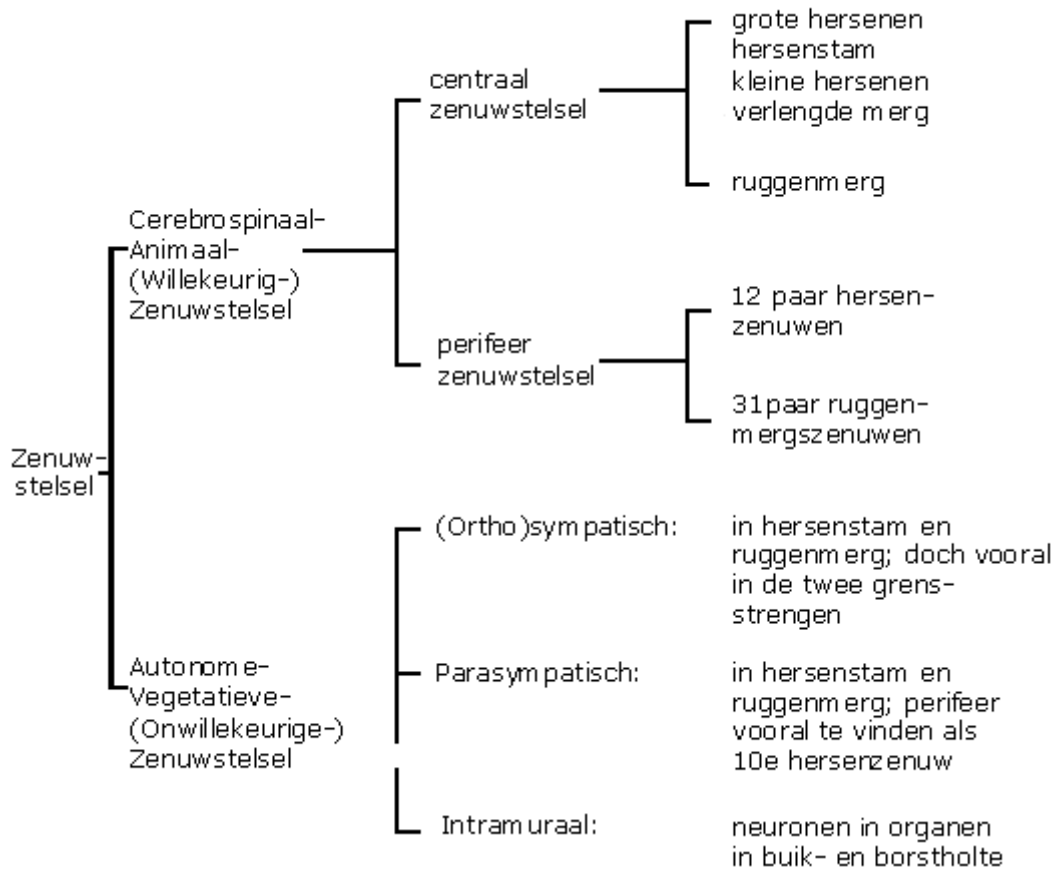 grote hersenen
hersenstam
kleine hersenen
verlengde merg
centraal
zenuwstelsel
ruggenmerg
Cerebrospinaal-
Animaal-
(Willekeurig-)
Zenuwstelsel
12 paar hersen-
zenuwen
perifeer
zenuwstelsel
31paar ruggen-
mergszenuwen
Zenuw-
stelsel
(Ortho)sympatisch:
in hersenstam en
ruggenmerg; doch vooral
in de twee grens-
strengen
Autonome-
Vegetatieve-
(Onwillekeurige-)
Zenuwstelsel
Parasympatisch:
in hersenstam en
ruggenmerg; perifeer
vooral te vinden als
10e hersenzenuw
Intramuraal:
neuronen in organen
in buik- en borstholte